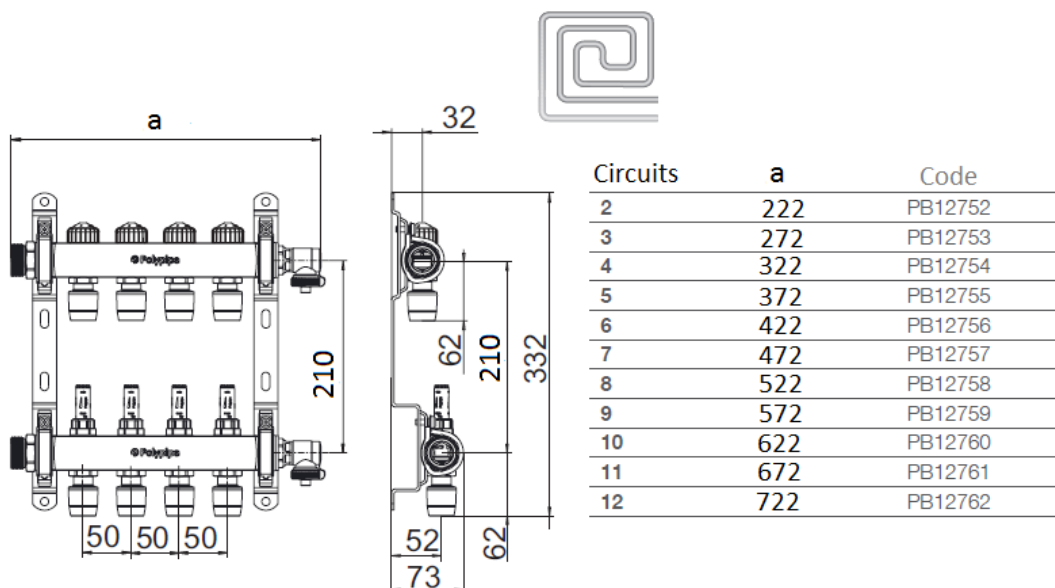 a
32
Polypipe
210
62
210
332
Polypipe
50 50 50
52
62
73
Circuits a Code
2 222 PB12752
3 272 PB12753
4 322 PB12754
5 372 PB12755
6 422 PB12756
7 472 PB12757
8 522 PB12758
9 572 PB12759
10 622 PB12760
11 672 PB12761
12 722 PB12762